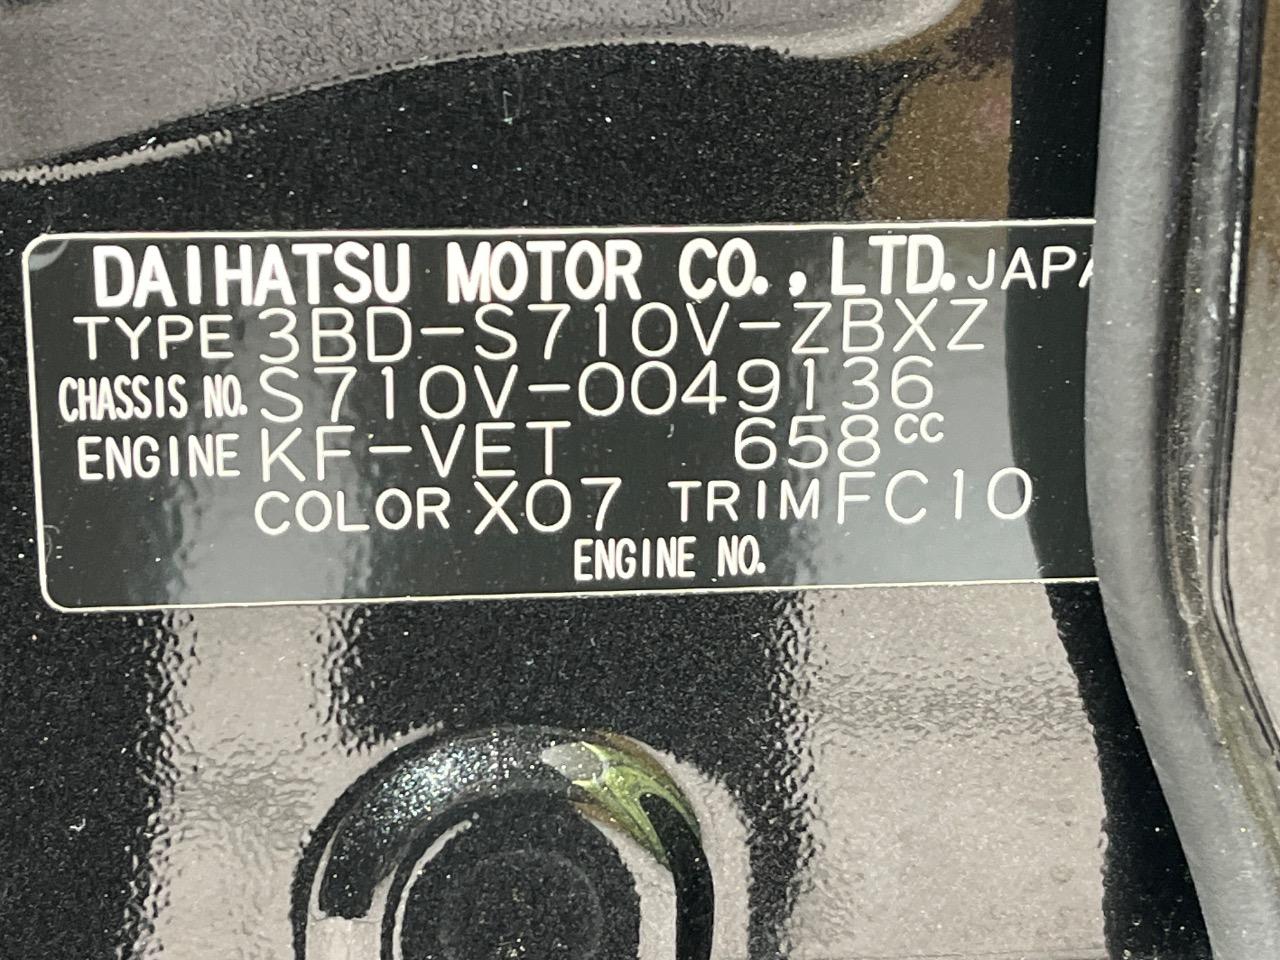 DAIHATSU MOTOR CO., LTD. JAPA
TYPE 3BD-S710V-ZBXZ
CHASSIS NO. S710V-0049136
ENGINE KF-VET 658CC
COLOR X07 TRIM FC10
ENGINE NO.